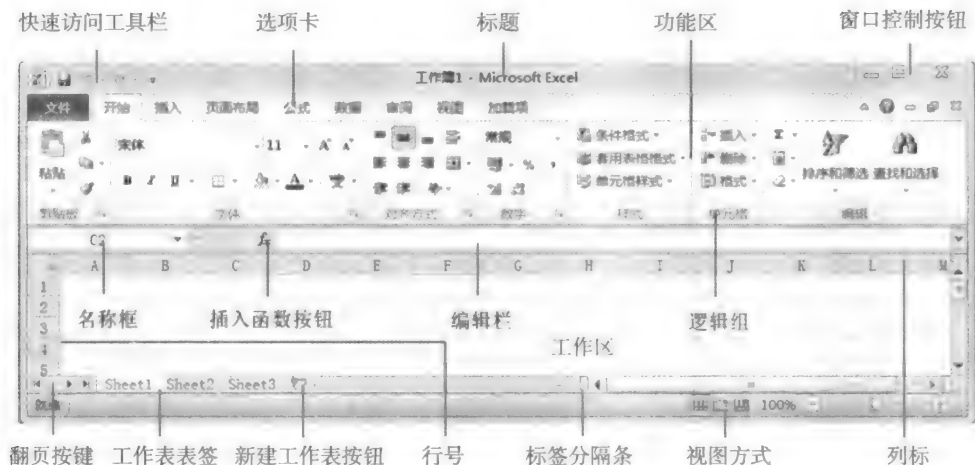 快速访问工具栏 选项卡 标题 功能区 窗口控制按钮
工作簿1 - Microsoft Excel
文件 开始 插入 页面布局 公式 数据 审阅 视图 加载项
宋体 11 常规 条件格式 插入 Σ
粘贴 B I U A % 套用表格格式 删除 排序和筛选 查找和选择
单元格样式 格式
剪贴板 字体 对齐方式 数字 样式 单元格 编辑
C2 fx
A B C D E F G H I J K L M
1
2
3 名称框 插入函数按钮 编辑栏 逻辑组
4 工作区
5
Sheet1 Sheet2 Sheet3
就绪 100%
翻页按键 工作表表签 新建工作表按钮 行号 标签分隔条 视图方式 列标